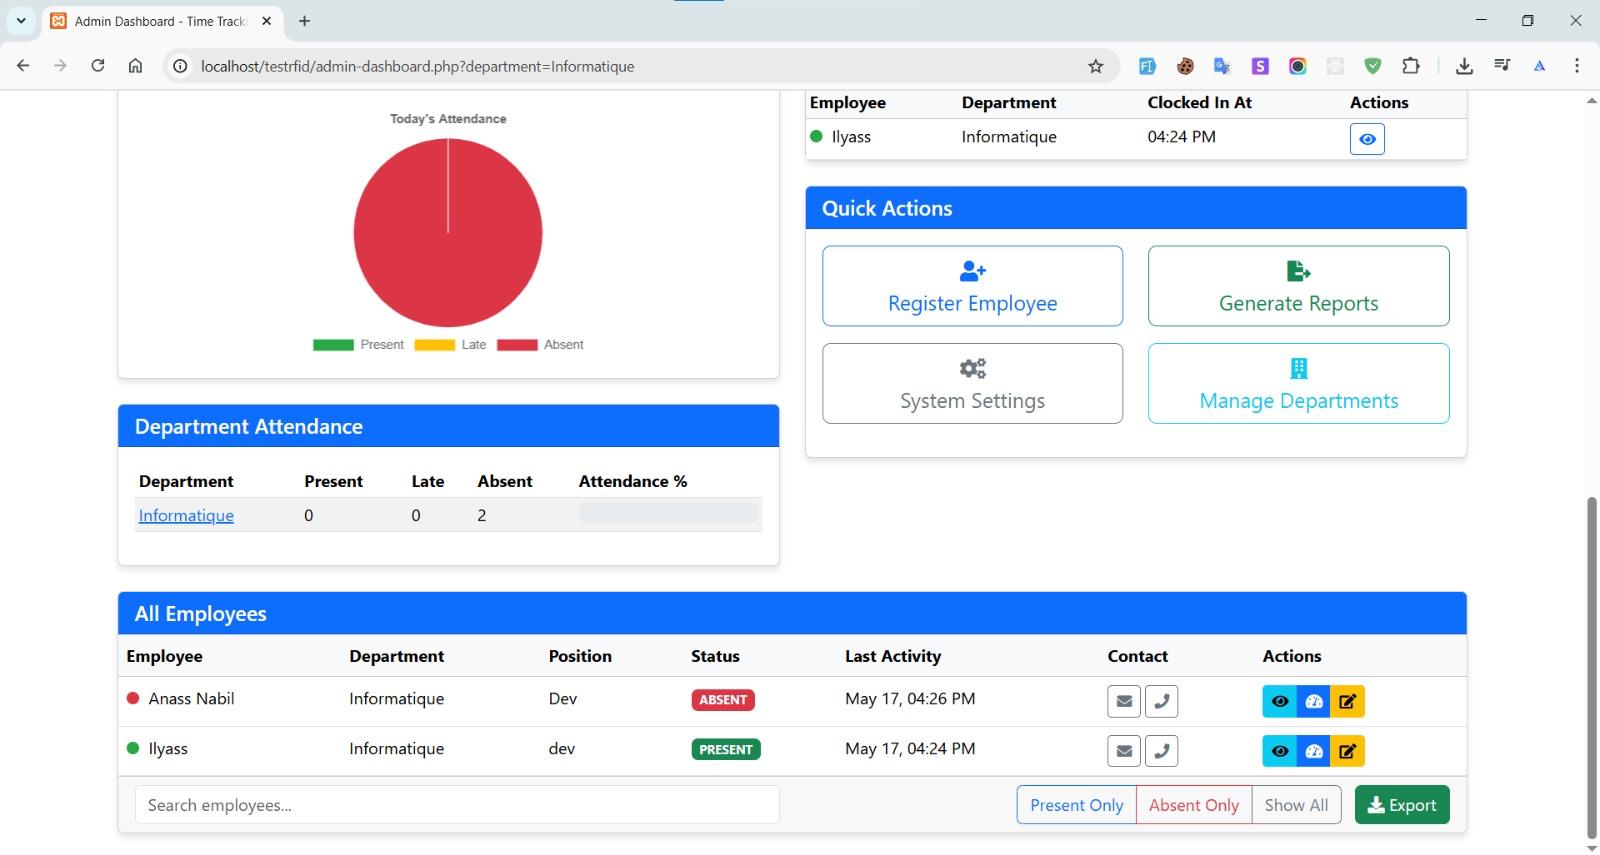 Admin Dashboard - Time Tracki
localhost/testrfid/admin-dashboard.php?department=Informatique
Today's Attendance
Present Late Absent
Department Attendance
Department Present Late Absent Attendance %
Informatique 0 0 2
Employee Department Clocked In At Actions
Ilyass Informatique 04:24 PM
Quick Actions
Register Employee
Generate Reports
System Settings
Manage Departments
All Employees
Employee Department Position Status Last Activity Contact Actions
Anass Nabil Informatique Dev ABSENT May 17, 04:26 PM
Ilyass Informatique dev PRESENT May 17, 04:24 PM
Search employees... Present Only Absent Only Show All Export